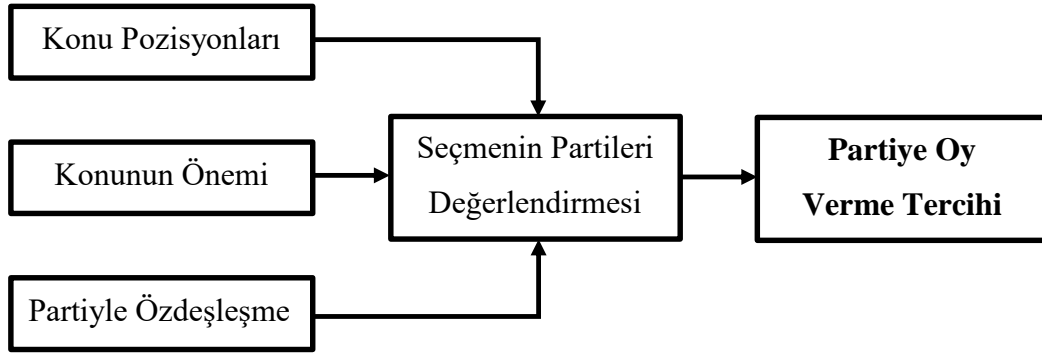 Konu Pozisyonları
Konunun Önemi
Partiyle Özdeşleşme
Seçmenin Partileri
Değerlendirmesi
Partiye Oy
Verme Tercihi